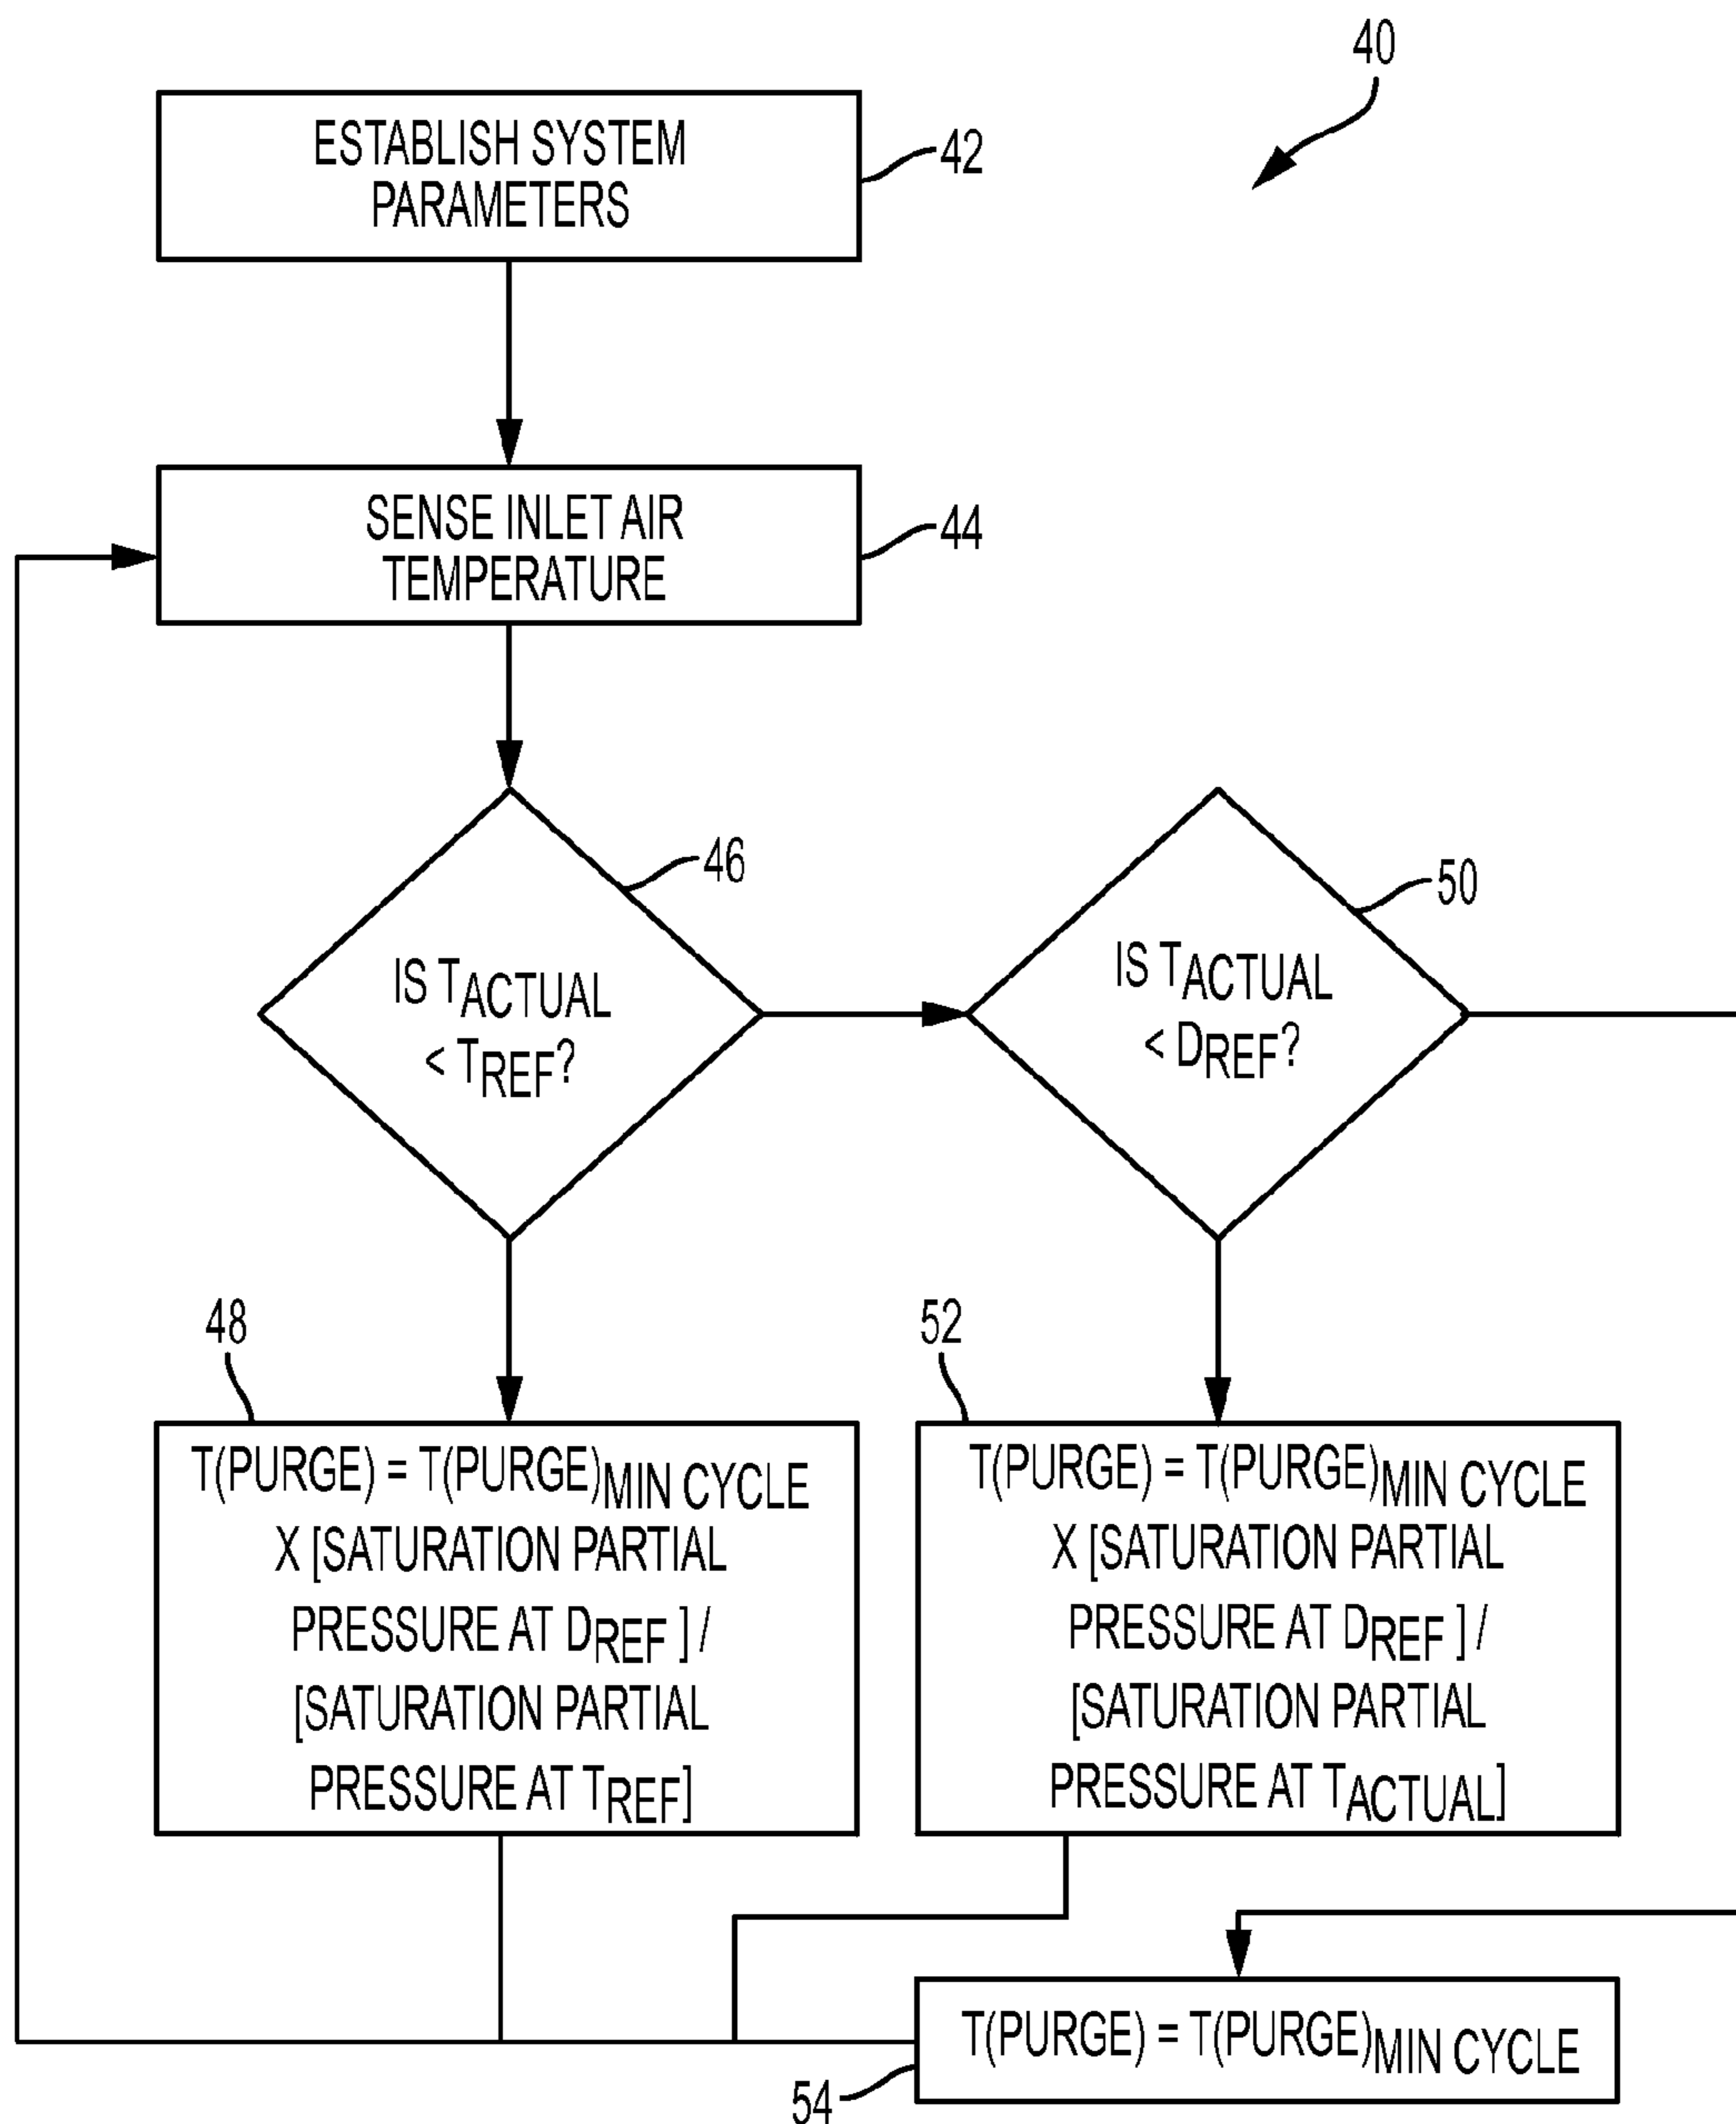 40
ESTABLISH SYSTEM
PARAMETERS
42
SENSE INLET AIR
TEMPERATURE
44
46
IS TACTUAL
< TREF?
50
IS TACTUAL
< DREF?
48
T(PURGE) = T(PURGE)MIN CYCLE
X [SATURATION PARTIAL
PRESSURE AT DREF ] /
[SATURATION PARTIAL
PRESSURE AT TREF]
52
T(PURGE) = T(PURGE)MIN CYCLE
X [SATURATION PARTIAL
PRESSURE AT DREF ] /
[SATURATION PARTIAL
PRESSURE AT TACTUAL]
T(PURGE) = T(PURGE)MIN CYCLE
54